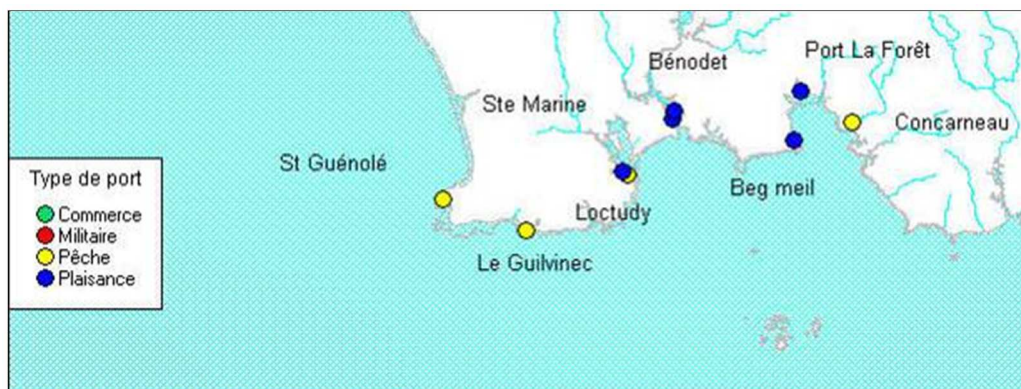 Port La Forêt
Bénodet
Ste Marine
Concarneau
St Guénolé
Beg meil
Loctudy
Le Guilvinec
Type de port
Commerce
Militaire
Pêche
Plaisance